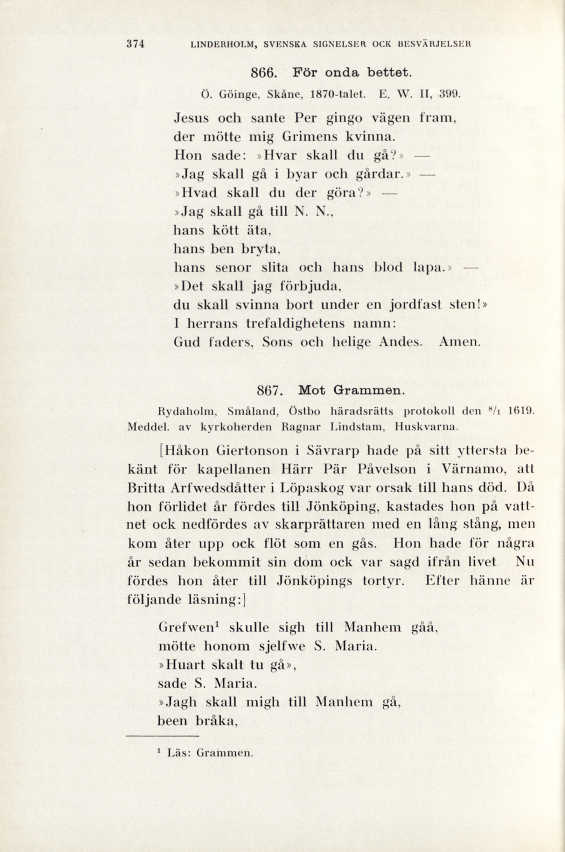 374 LINDERHOLM, SVENSKA SIGNELSER OCK BESVÄRJELSER
866. För onda bettet.
Ö. Göinge, Skåne, 1870-talet. E. W. II, 399.
Jesus och sante Per gingo vägen fram,
der mötte mig Grimens kvinna.
Hon sade: »Hvar skall du gå?» —
»Jag skall gå i byar och gårdar.» —
»Hvad skall du der göra?» —
»Jag skall gå till N. N.,
hans kött äta,
hans ben bryta,
hans senor slita och hans blod lapa.» —
»Det skall jag förbjuda,
du skall svinna bort under en jordfast sten!»
I herrans trefaldighetens namn:
Gud faders, Sons och helige Andes. Amen.
867. Mot Grammen.
Rydaholm, Småland, Östbo häradsrätts protokoll den 8/1 1619.
Meddel. av kyrkoherden Ragnar Lindstam, Huskvarna.
[Håkon Giertonson i Sävrarp hade på sitt yttersta be-
känt för kapellanen Härr Pär Påvelson i Värnamo, att
Britta Arfwedsdåtter i Löpaskog var orsak till hans död. Då
hon förlidet år fördes till Jönköping, kastades hon på vatt-
net ock nedfördes av skarprättaren med en lång stång, men
kom åter upp ock flöt som en gås. Hon hade för några
år sedan bekommit sin dom ock var sagd ifrån livet Nu
fördes hon åter till Jönköpings tortyr. Efter hänne är
följande läsning:]
Grefwen¹ skulle sigh till Manhem gåå,
mötte honom sjelfwe S. Maria.
»Huart skalt tu gå»,
sade S. Maria.
»Jagh skall migh till Manhem gå,
been bråka,
¹ Läs: Grammen.